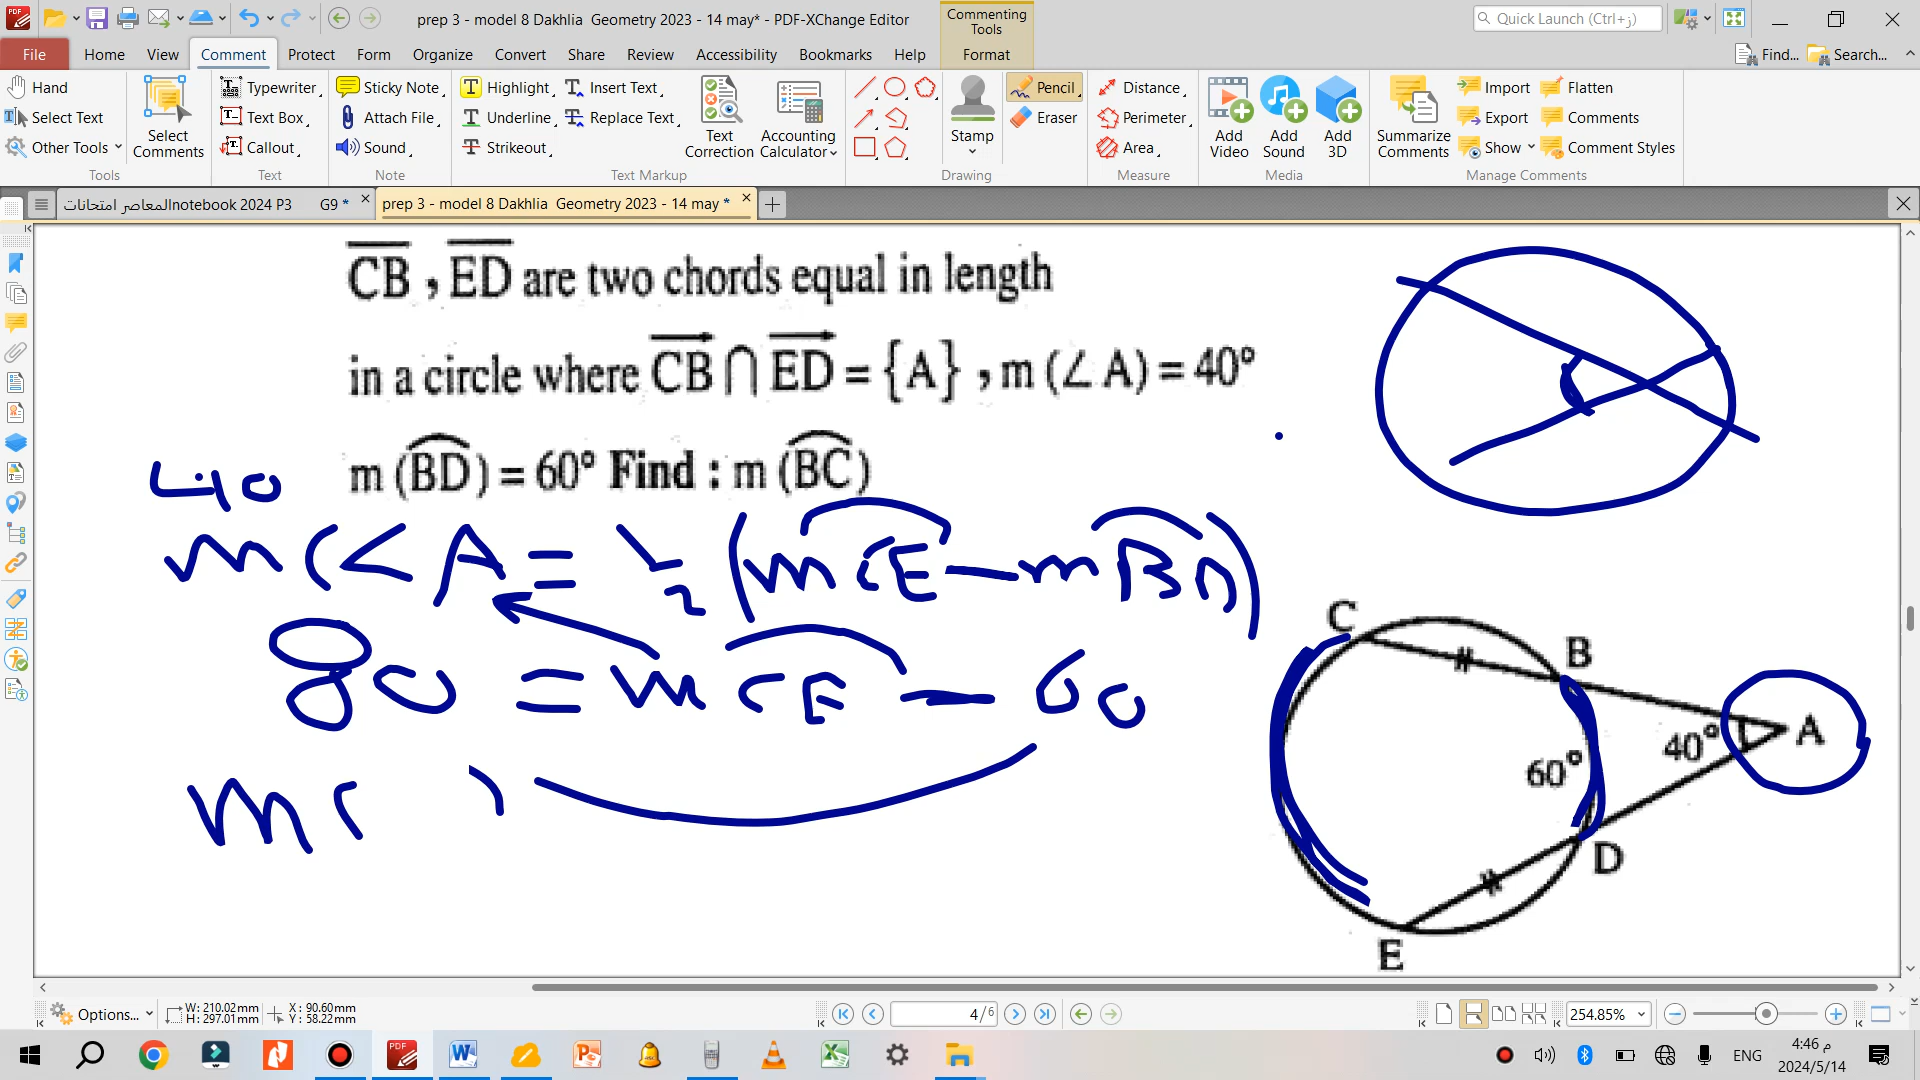 prep 3 - model 8 Dakhlia Geometry 2023 - 14 may* - PDF-XChange Editor
Commenting Tools
Quick Launch (Ctrl+ز)
File Home View Comment Protect Form Organize Convert Share Review Accessibility Bookmarks Help Format Find... Search...
Hand
Select Text
Other Tools
Tools
Select Comments
Typewriter
Text Box
Callout
Text
Sticky Note
Attach File
Sound
Note
Highlight
Underline
Strikeout
Insert Text
Replace Text
Text Correction
Accounting Calculator
Text Markup
Drawing
Stamp
Pencil
Eraser
Distance
Perimeter
Area
Measure
Add Video
Add Sound
Add 3D
Media
Summarize Comments
Import
Export
Show
Flatten
Comments
Comment Styles
Manage Comments
المعاصر امتحانات notebook 2024 P3 G9 *
prep 3 - model 8 Dakhlia Geometry 2023 - 14 may *
CB , ED are two chords equal in length
in a circle where CB ∩ ED = {A} , m (∠ A) = 40°
m (BD) = 60° Find : m (BC)
40
m(<A = ½(mCE - mBD)
80 = mCE - 60
m C
C
B
A
40°
60°
D
E
Options...
W: 210.02mm
H: 297.01mm
X: 90.60mm
Y: 58.22mm
4/6
254.85%
ENG
4:46 م
2024/5/14